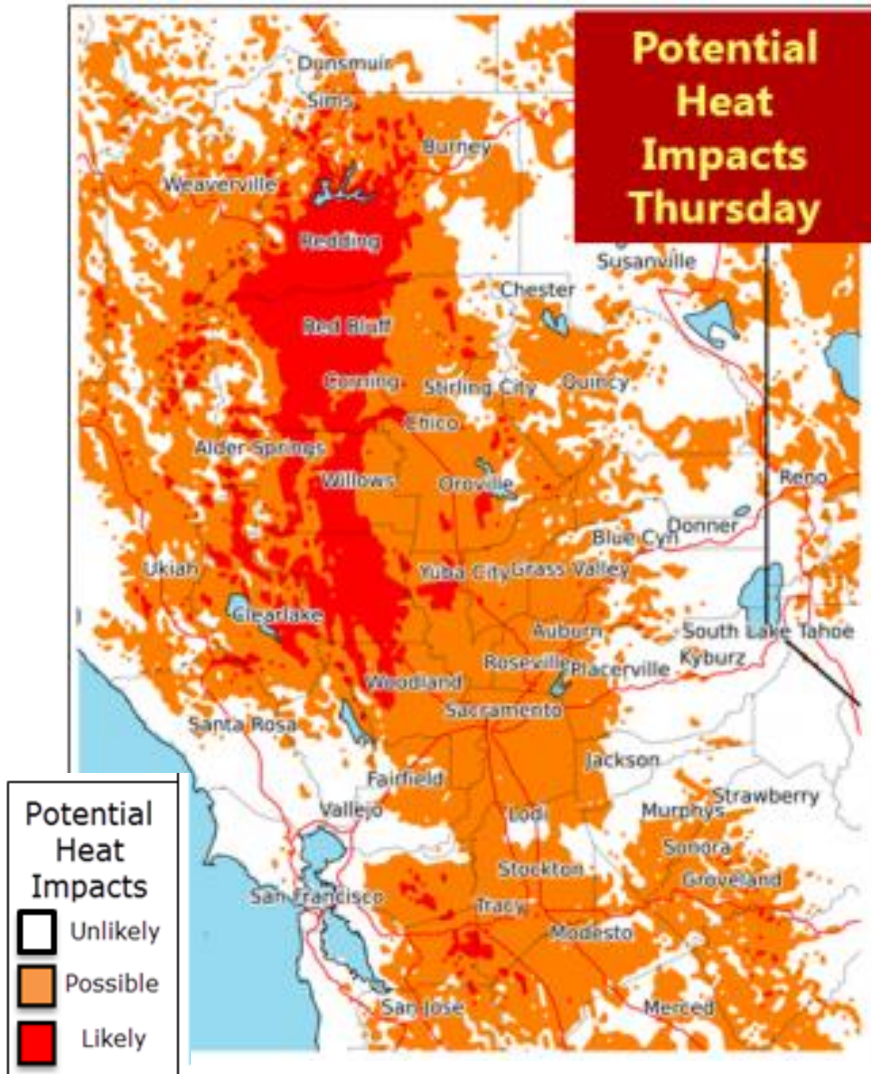 Potential
Heat
Impacts
Thursday
Dunsmuir
Sims
Burney
Weaverville
Redding
Susanville
Chester
Red Bluff
Corning
Stirling City
Quincy
Chico
Alder Springs
Willows
Oroville
Reno
Donner
Blue Cyn
Ukiah
Yuba City
Grass Valley
Clearlake
Auburn
South Lake Tahoe
Roseville
Placerville
Kyburz
Woodland
Sacramento
Santa Rosa
Jackson
Fairfield
Strawberry
Vallejo
Lodi
Murphys
Sonora
Stockton
Groveland
San Francisco
Tracy
Modesto
San Jose
Merced
Potential
Heat
Impacts
Unlikely
Possible
Likely